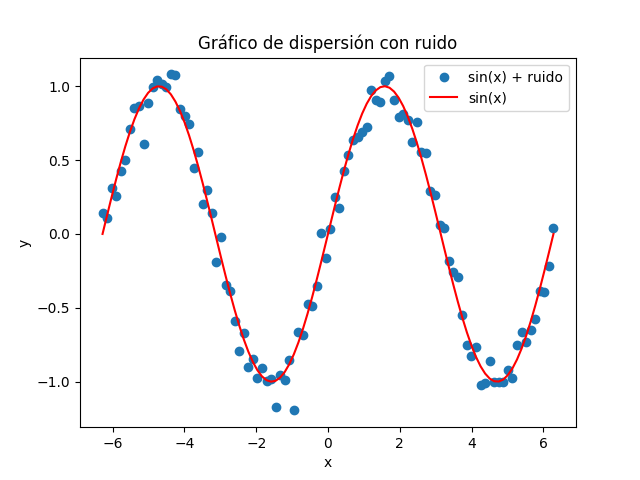 Gráfico de dispersión con ruido
sin(x) + ruido
sin(x)
1.0
0.5
0.0
−0.5
−1.0
y
−6 −4 −2 0 2 4 6
x